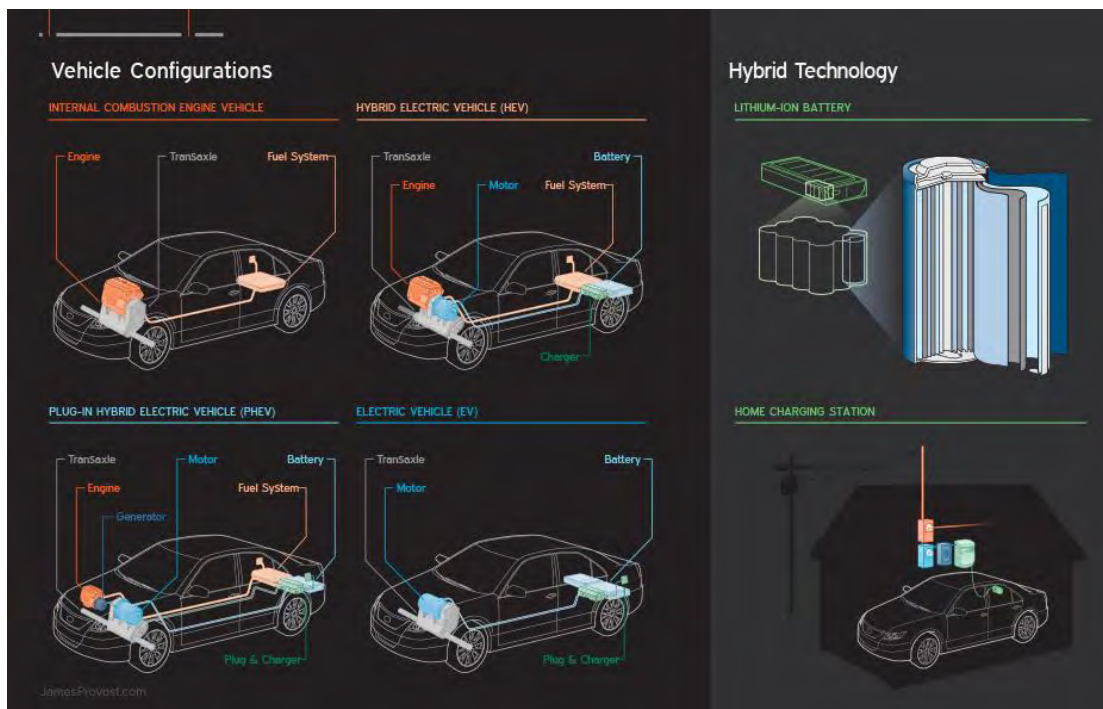 Vehicle Configurations
INTERNAL COMBUSTION ENGINE VEHICLE
Engine
Transaxle
Fuel System
HYBRID ELECTRIC VEHICLE (HEV)
Transaxle
Battery
Engine
Motor
Fuel System
Charger
PLUG-IN HYBRID ELECTRIC VEHICLE (PHEV)
Transaxle
Motor
Battery
Engine
Fuel System
Generator
Plug & Charger
ELECTRIC VEHICLE (EV)
Transaxle
Battery
Motor
Plug & Charger
Hybrid Technology
LITHIUM-ION BATTERY
HOME CHARGING STATION
JamesProvost.com